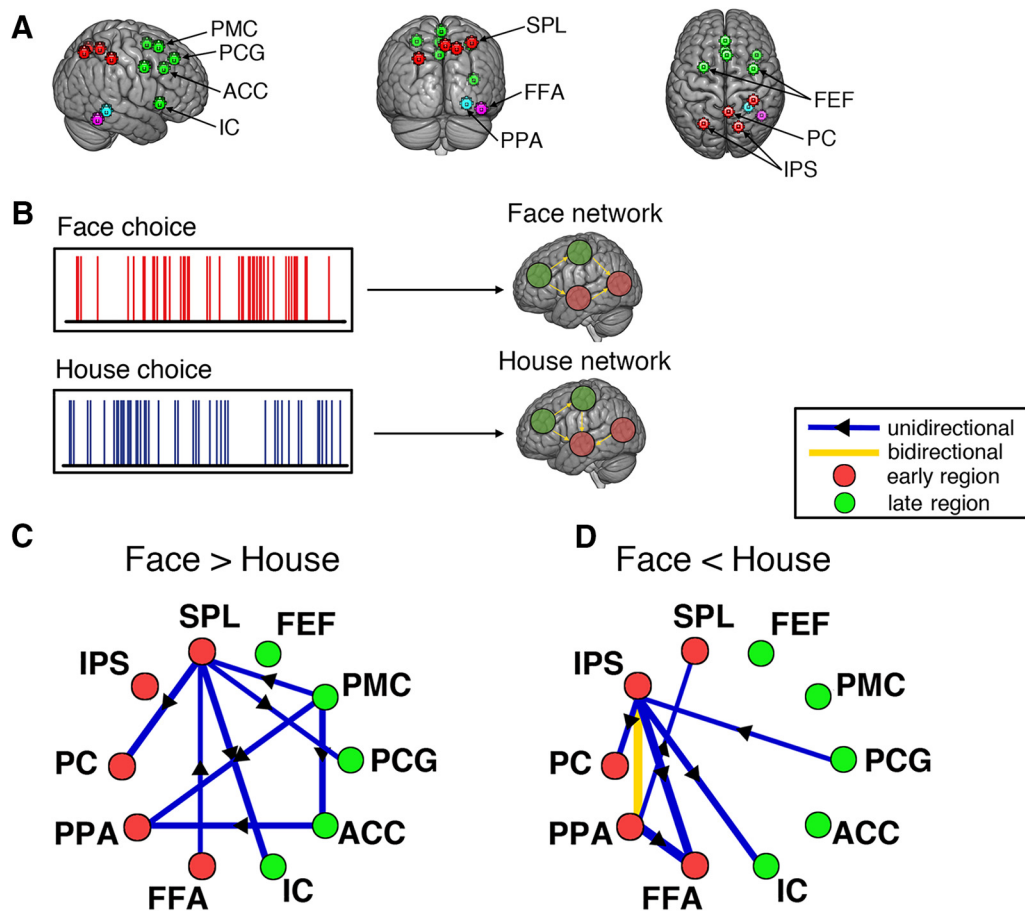 A
PMC
PCG
ACC
IC
SPL
FFA
PPA
FEF
PC
IPS
B
Face choice
Face network
House choice
House network
unidirectional
bidirectional
early region
late region
C
Face > House
SPL
FEF
IPS
PMC
PC
PCG
PPA
ACC
FFA
IC
D
Face < House
SPL
FEF
IPS
PMC
PC
PCG
PPA
ACC
FFA
IC